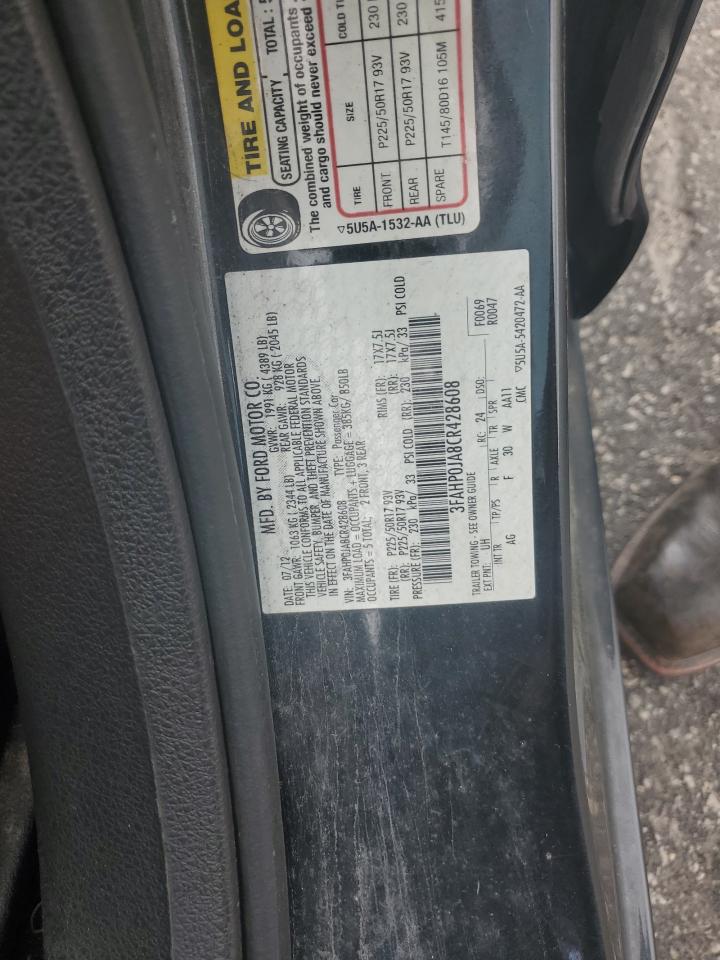 TIRE AND LOA
SEATING CAPACITY TOTAL: 5
The combined weight of occupants
and cargo should never exceed
TIRE SIZE COLD TI
FRONT P225/50R17 93V 230
REAR P225/50R17 93V 230
SPARE T145/80D16 105M 415
▽5U5A-1532-AA (TLU)
MFD. BY FORD MOTOR CO.
DATE: 07/12 GVWR: 1991 KG ( 4389 LB)
FRONT GAWR: 1063 KG ( 2344 LB) REAR GAWR: 928 KG ( 2045 LB)
THIS VEHICLE CONFORMS TO ALL APPLICABLE FEDERAL MOTOR
VEHICLE SAFETY, BUMPER, AND THEFT PREVENTION STANDARDS
IN EFFECT ON THE DATE OF MANUFACTURE SHOWN ABOVE.
VIN: 3FAHP0JA8CR428608 TYPE: Passenger Car
MAXIMUM LOAD = OCCUPANTS + LUGGAGE = 385KG/ 850LB
OCCUPANTS = 5 TOTAL: 2 FRONT, 3 REAR
TIRE (FR): P225/50R17 93V RIMS (FR): 17X7.5J
(RR): P225/50R17 93V (RR): 17X7.5J
PRESSURE (FR): 230 kPa/ 33 PSI COLD (RR): 230 kPa/ 33 PSI COLD
3FAHP0JA8CR428608
F0069
R0047
TRAILER TOWING - SEE OWNER GUIDE
EXT PNT: UH RC: 24 DSO:
INT TR TP/PS R AXLE TR SPR
AG F 30 W AA11
CMC ▽5U5A-5420472-AA